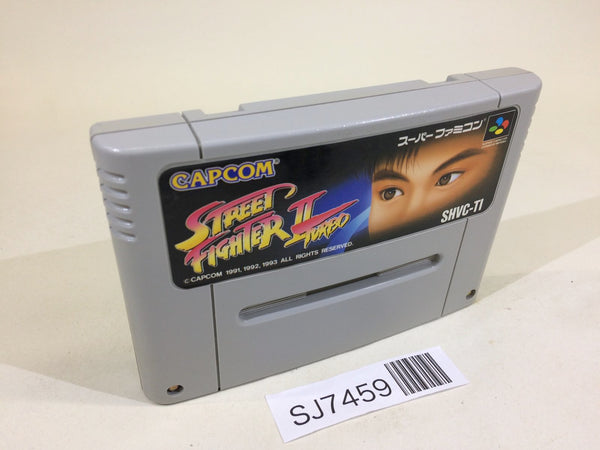 CAPCOM
スーパーファミコン
STREET
FIGHTER II
TURBO
SHVC-TI
© CAPCOM 1991, 1992, 1993 ALL RIGHTS RESERVED.
SJ7459